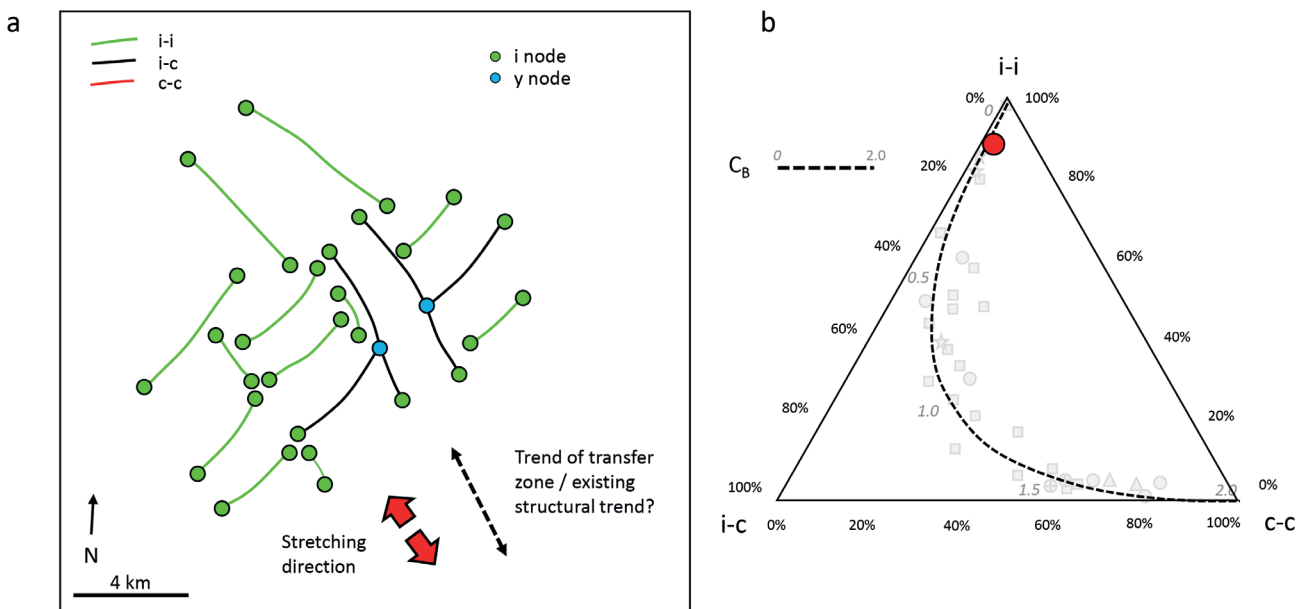 a
i-i
i-c
c-c
i node
y node
Trend of transfer
zone / existing
structural trend?
Stretching
direction
N
4 km
b
i-i
0% 100%
0
0 2.0
C_B
20% 80%
40% 60%
0.5
60% 40%
1.0
80% 20%
1.5 2.0
100% 0%
i-c c-c
0% 20% 40% 60% 80% 100%